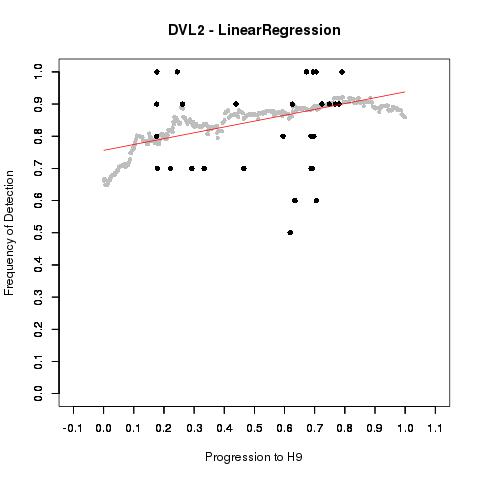 DVL2 - LinearRegression
Frequency of Detection
1.0
0.9
0.8
0.7
0.6
0.5
0.4
0.3
0.2
0.1
0.0
-0.1 0.0 0.1 0.2 0.3 0.4 0.5 0.6 0.7 0.8 0.9 1.0 1.1
Progression to H9